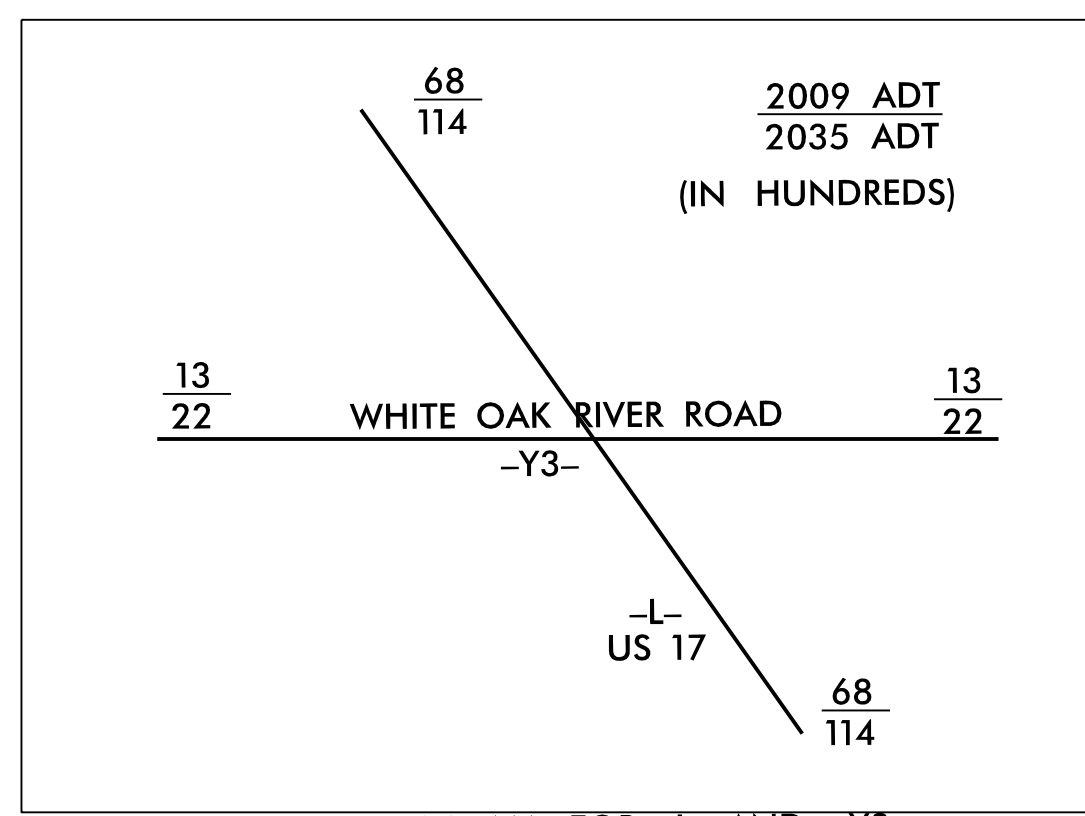 68
114
2009 ADT
2035 ADT
(IN HUNDREDS)
13
22
WHITE OAK RIVER ROAD
13
22
–Y3–
–L–
US 17
68
114